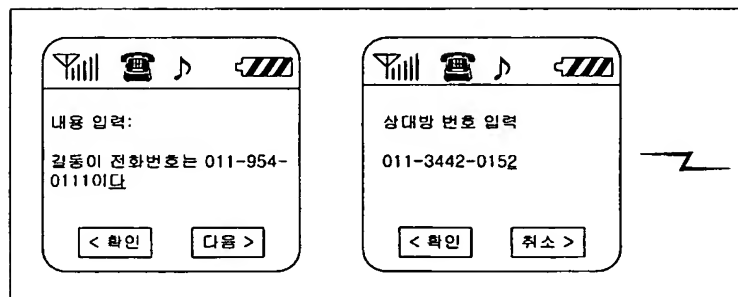 내용 입력:
길동이 전화번호는 011-954-
0111이다
< 확인
다음 >
상대방 번호 입력
011-3442-0152
< 확인
취소 >